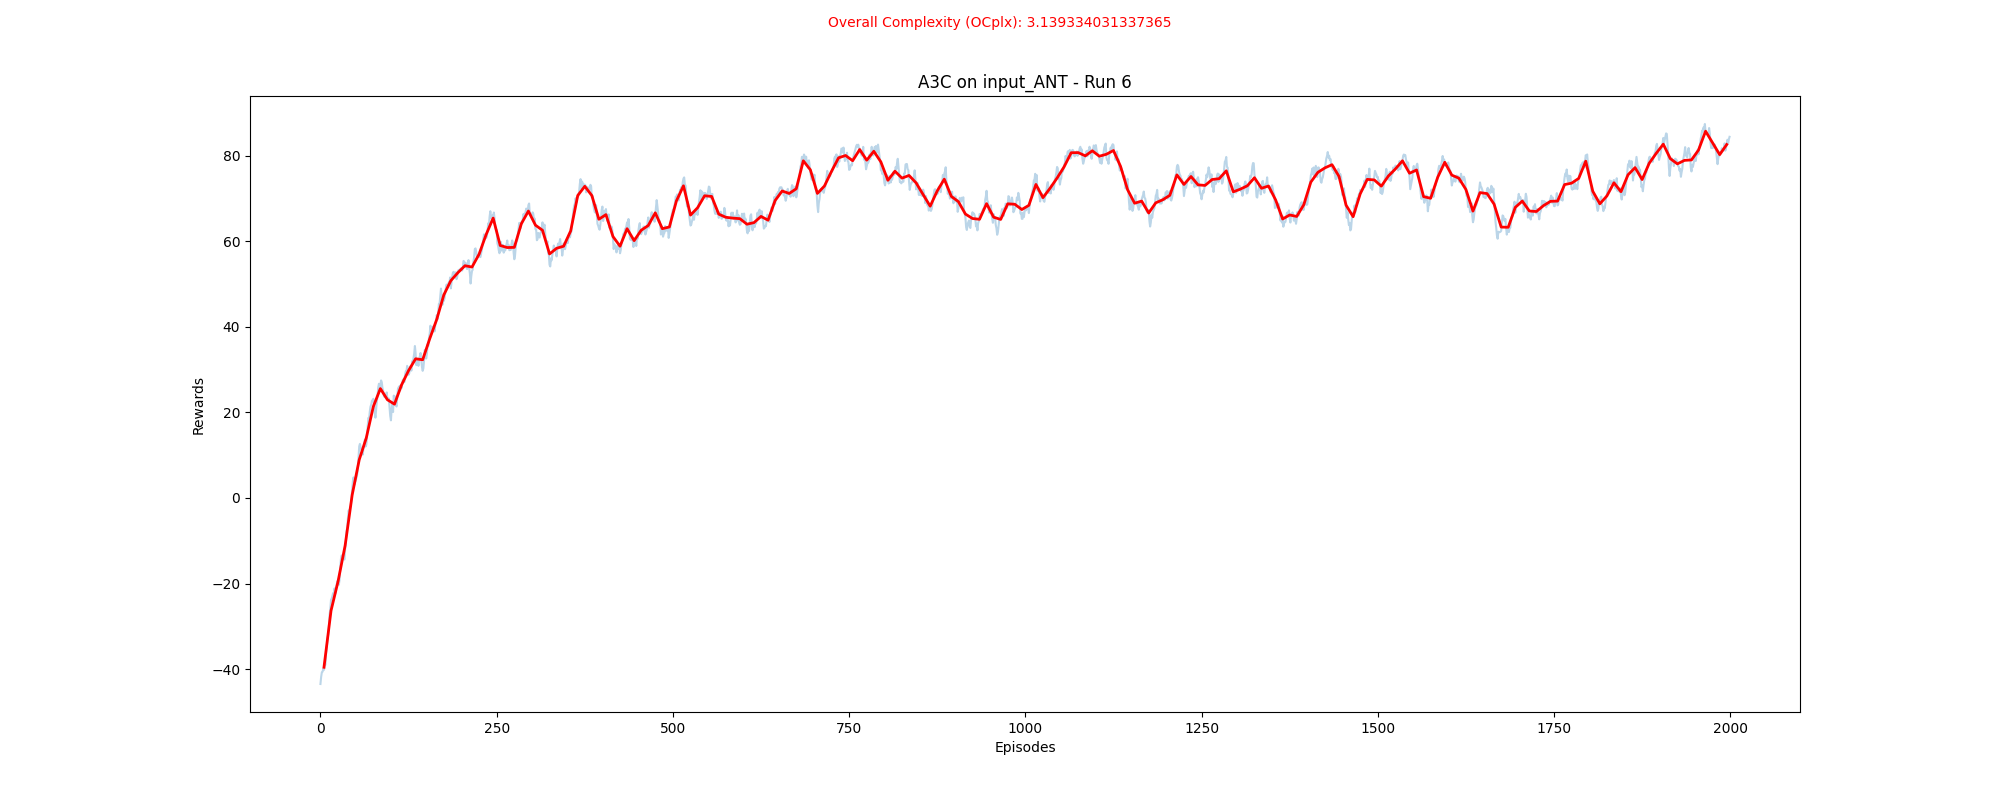 Overall Complexity (OCplx): 3.139334031337365
A3C on input_ANT - Run 6
80
60
40
20
0
−20
−40
Rewards
0 250 500 750 1000 1250 1500 1750 2000
Episodes